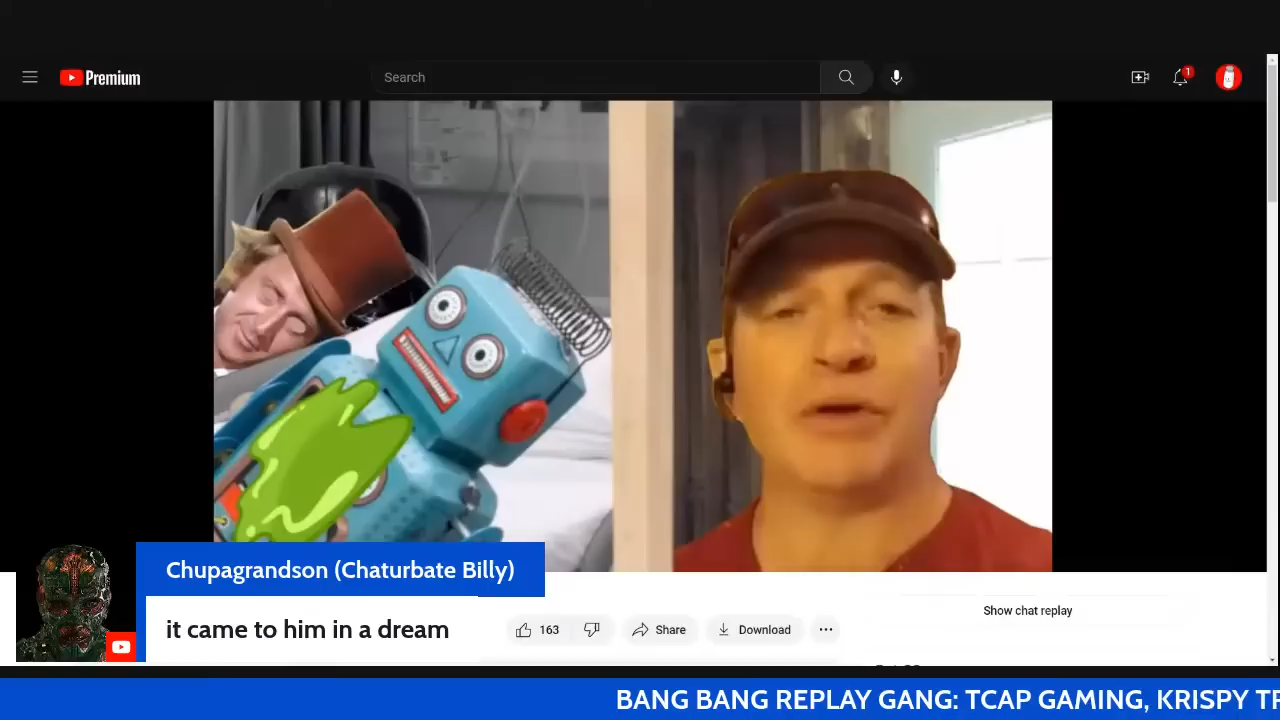 Premium
Search
1
Chupagrandson (Chaturbate Billy)
it came to him in a dream
163
Share
Download
Show chat replay
BANG BANG REPLAY GANG: TCAP GAMING, KRISPY